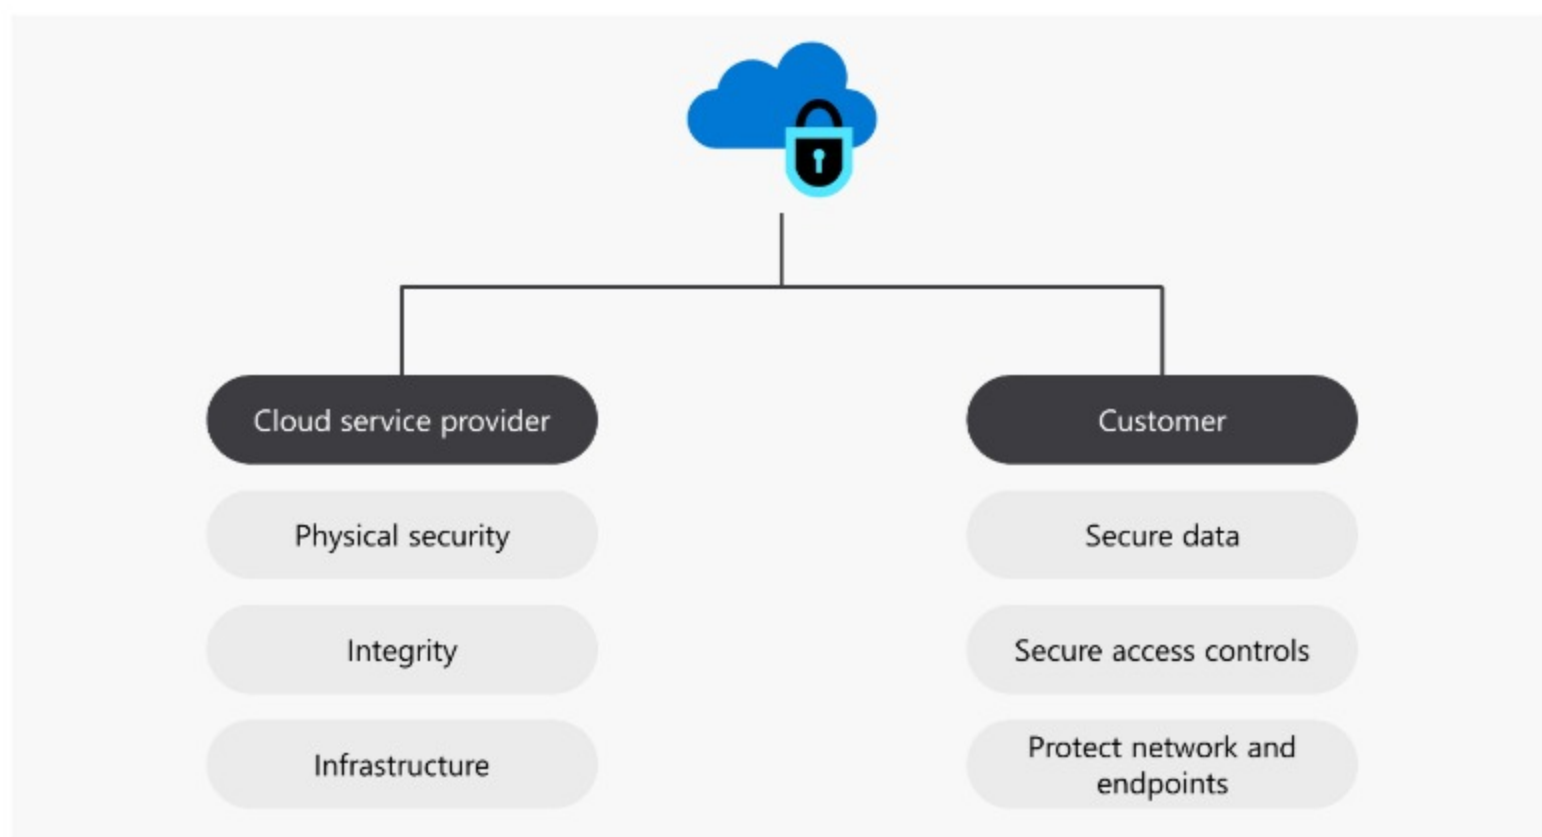 Cloud service provider
Physical security
Integrity
Infrastructure
Customer
Secure data
Secure access controls
Protect network and
endpoints